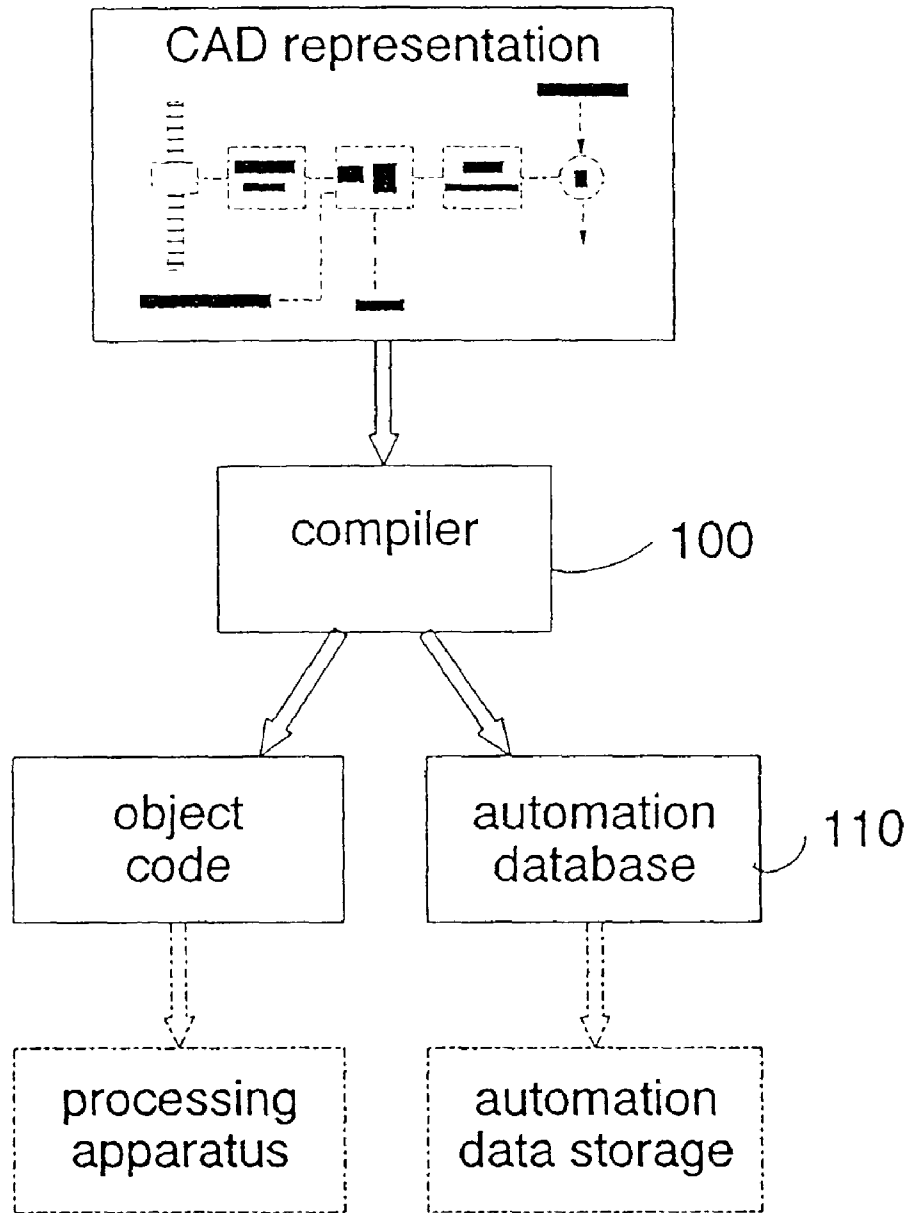 CAD representation
compiler
100
object
code
automation
database
110
processing
apparatus
automation
data storage